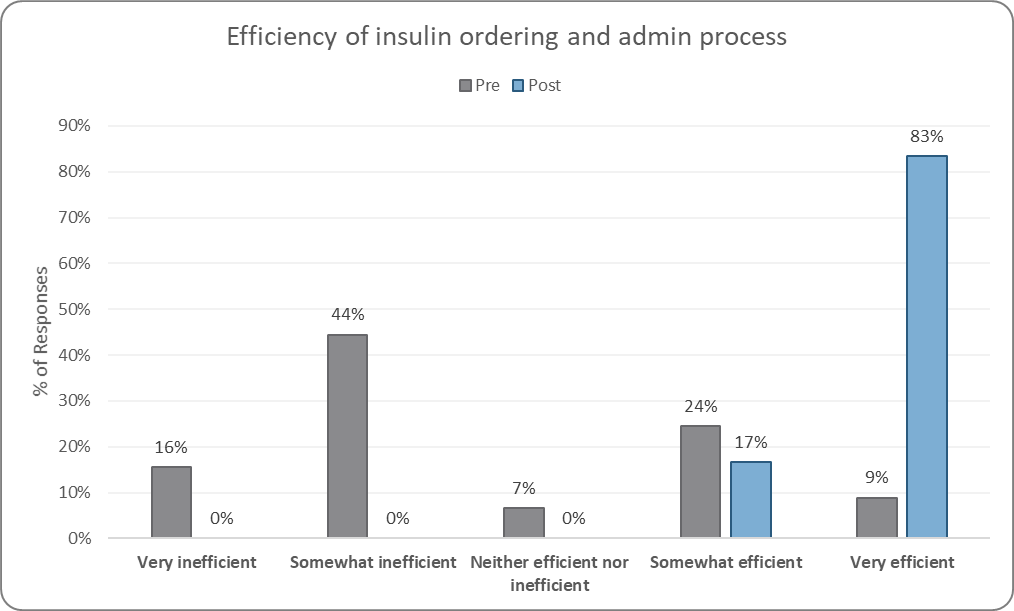 Efficiency of insulin ordering and admin process
Pre Post
% of Responses
90%
80%
70%
60%
50%
40%
30%
20%
10%
0%
16% 0%
44% 0%
7% 0%
24% 17%
9% 83%
Very inefficient
Somewhat inefficient
Neither efficient nor
inefficient
Somewhat efficient
Very efficient